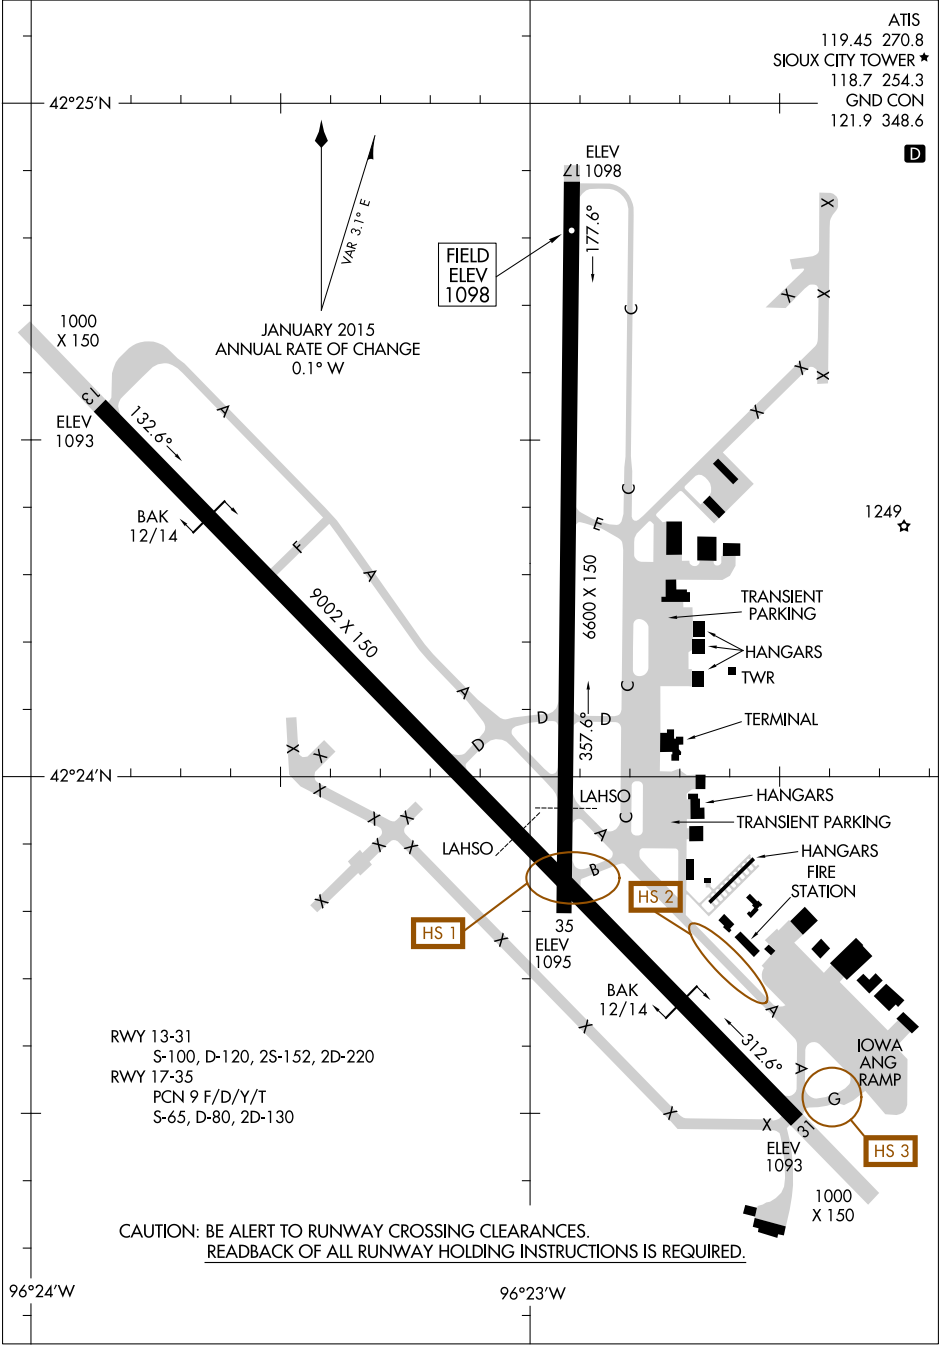 ATIS
119.45 270.8
SIOUX CITY TOWER ★
118.7 254.3
GND CON
121.9 348.6
D
42°25'N
ELEV
1098
17
177.6°
VAR 3.1° E
FIELD
ELEV
1098
JANUARY 2015
ANNUAL RATE OF CHANGE
0.1° W
1000
X 150
13
ELEV
1093
132.6°
A
C
X
X
X
X
X
X
BAK
12/14
F
A
9002 X 150
C
E
6600 X 150
1249
TRANSIENT
PARKING
HANGARS
TWR
A
C
D
D
D
357.6°
TERMINAL
X
X
42°24'N
X
LAHSO
HANGARS
C
A
TRANSIENT PARKING
X
X
X
X
LAHSO
HANGARS
FIRE
STATION
B
HS 2
X
HS 1
35
ELEV
1095
X
BAK
12/14
A
X
312.6°
RWY 13-31
S-100, D-120, 2S-152, 2D-220
RWY 17-35
PCN 9 F/D/Y/T
S-65, D-80, 2D-130
IOWA
ANG
RAMP
A
G
X
X
31
ELEV
1093
HS 3
1000
X 150
CAUTION: BE ALERT TO RUNWAY CROSSING CLEARANCES.
READBACK OF ALL RUNWAY HOLDING INSTRUCTIONS IS REQUIRED.
96°24'W
96°23'W